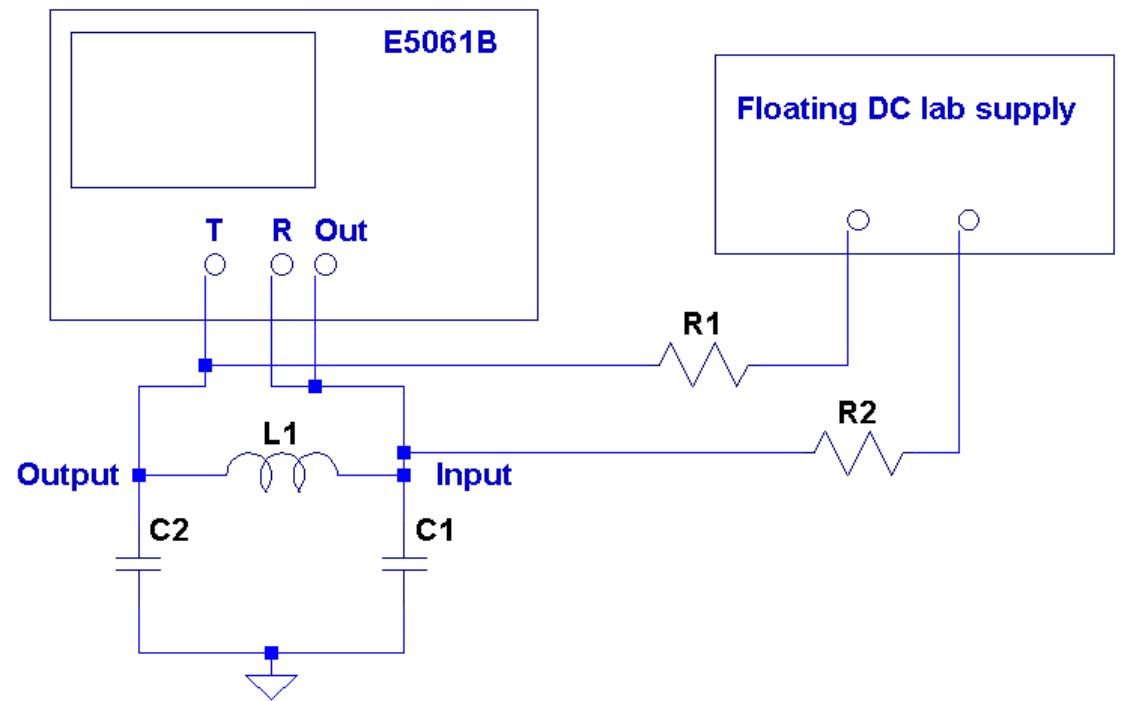 E5061B
Floating DC lab supply
T R Out
R1
R2
L1
Output Input
C2 C1